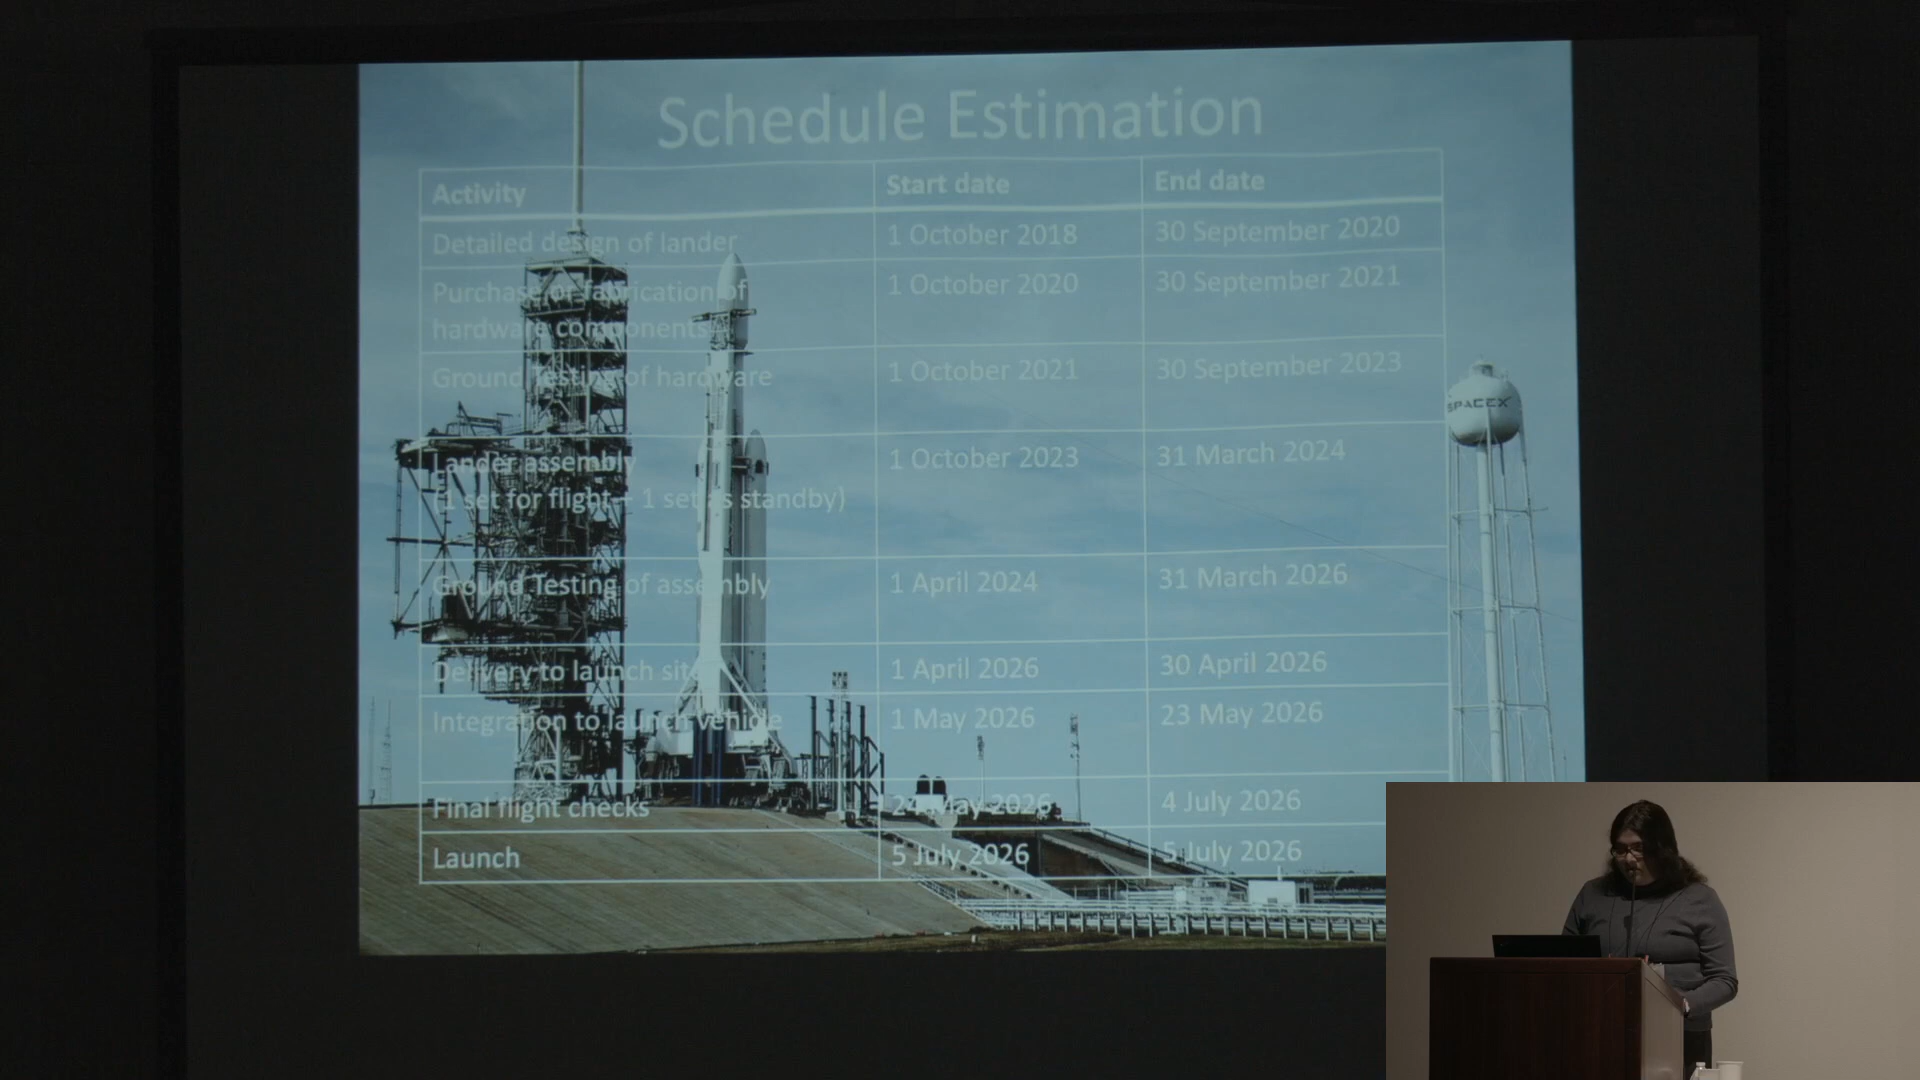 Schedule Estimation
Activity Start date End date
Detailed design of lander 1 October 2018 30 September 2020
Purchase or fabrication of 1 October 2020 30 September 2021
hardware components
Ground Testing of hardware 1 October 2021 30 September 2023
SPACEX
Lander assembly 1 October 2023 31 March 2024
(1 set for flight – 1 set as standby)
Ground Testing of assembly 1 April 2024 31 March 2026
Delivery to launch site 1 April 2026 30 April 2026
Integration to launch vehicle 1 May 2026 23 May 2026
Final flight checks May 2026 4 July 2026
Launch 5 July 2026 5 July 2026